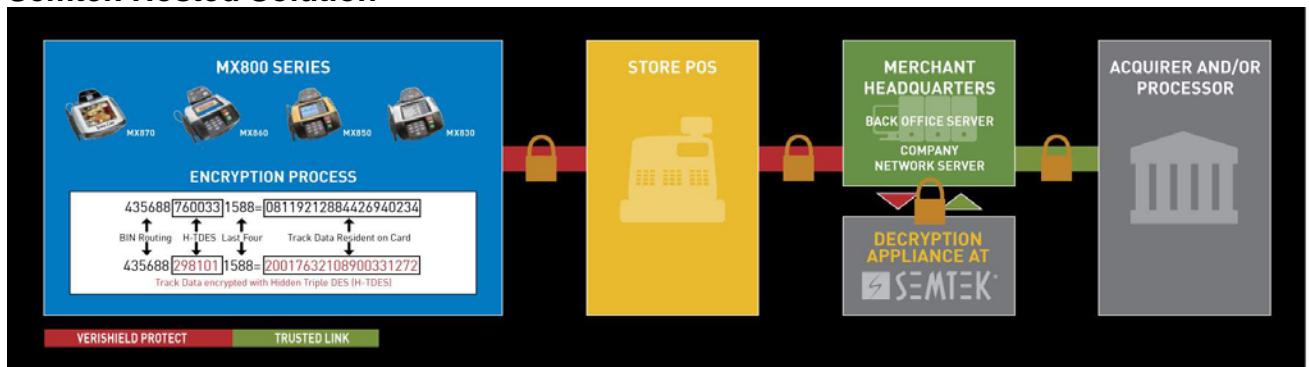 Semtek Hosted Solution
MX800 SERIES
MX870
MX860
MX850
MX830
ENCRYPTION PROCESS
435688 760033 1588= 08119212884426940234
BIN Routing H-TDES Last Four Track Data Resident on Card
435688 298101 1588= 20017632108900331272
Track Data encrypted with Hidden Triple DES (H-TDES)
STORE POS
MERCHANT
HEADQUARTERS
BACK OFFICE SERVER
COMPANY
NETWORK SERVER
DECRYPTION
APPLIANCE AT
SEMTEK
ACQUIRER AND/OR
PROCESSOR
VERISHIELD PROTECT
TRUSTED LINK